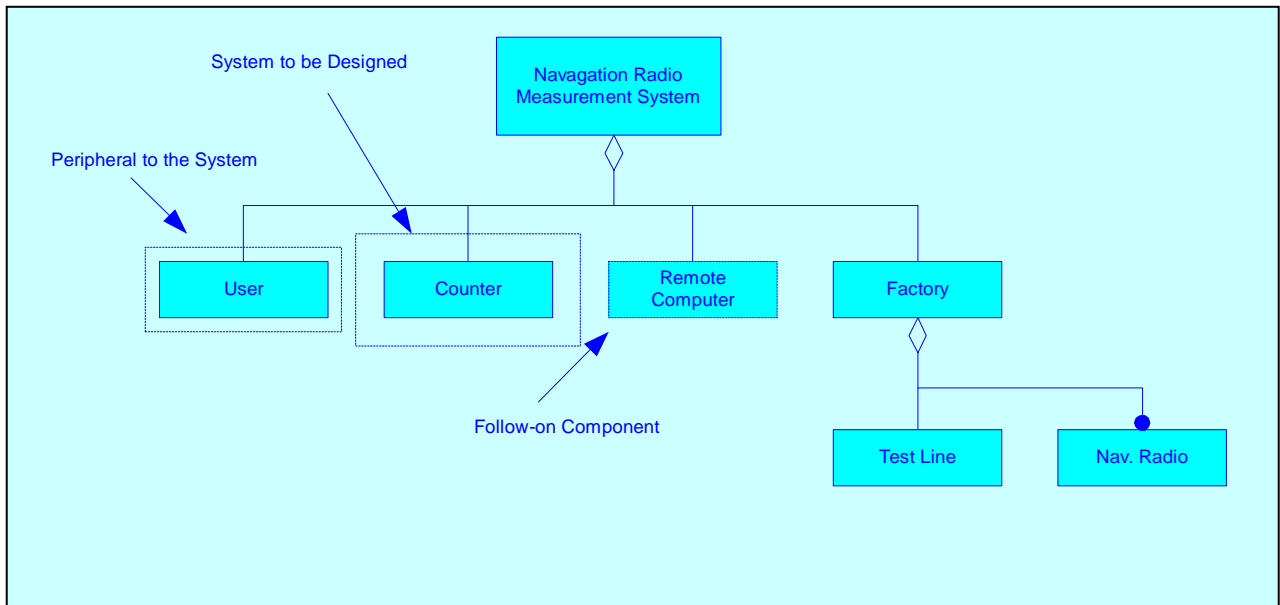 System to be Designed
Navagation Radio
Measurement System
Peripheral to the System
User
Counter
Remote
Computer
Factory
Follow-on Component
Test Line
Nav. Radio